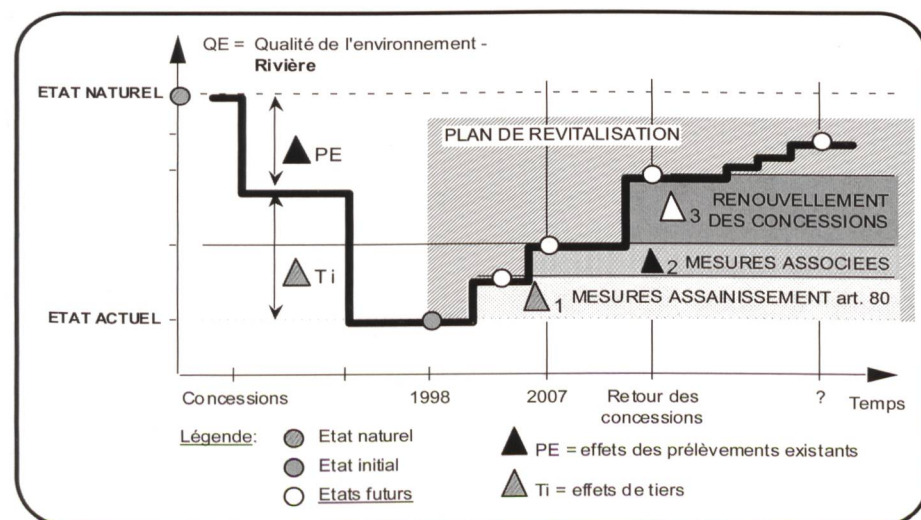 QE = Qualité de l'environnement -
Rivière
ETAT NATUREL
PLAN DE REVITALISATION
PE
3 RENOUVELLEMENT
DES CONCESSIONS
Ti
2 MESURES ASSOCIEES
1 MESURES ASSAINISSEMENT art. 80
ETAT ACTUEL
Concessions
1998
2007
Retour des
concessions
?
Temps
Légende:
Etat naturel
Etat initial
Etats futurs
PE = effets des prélèvements existants
Ti = effets de tiers